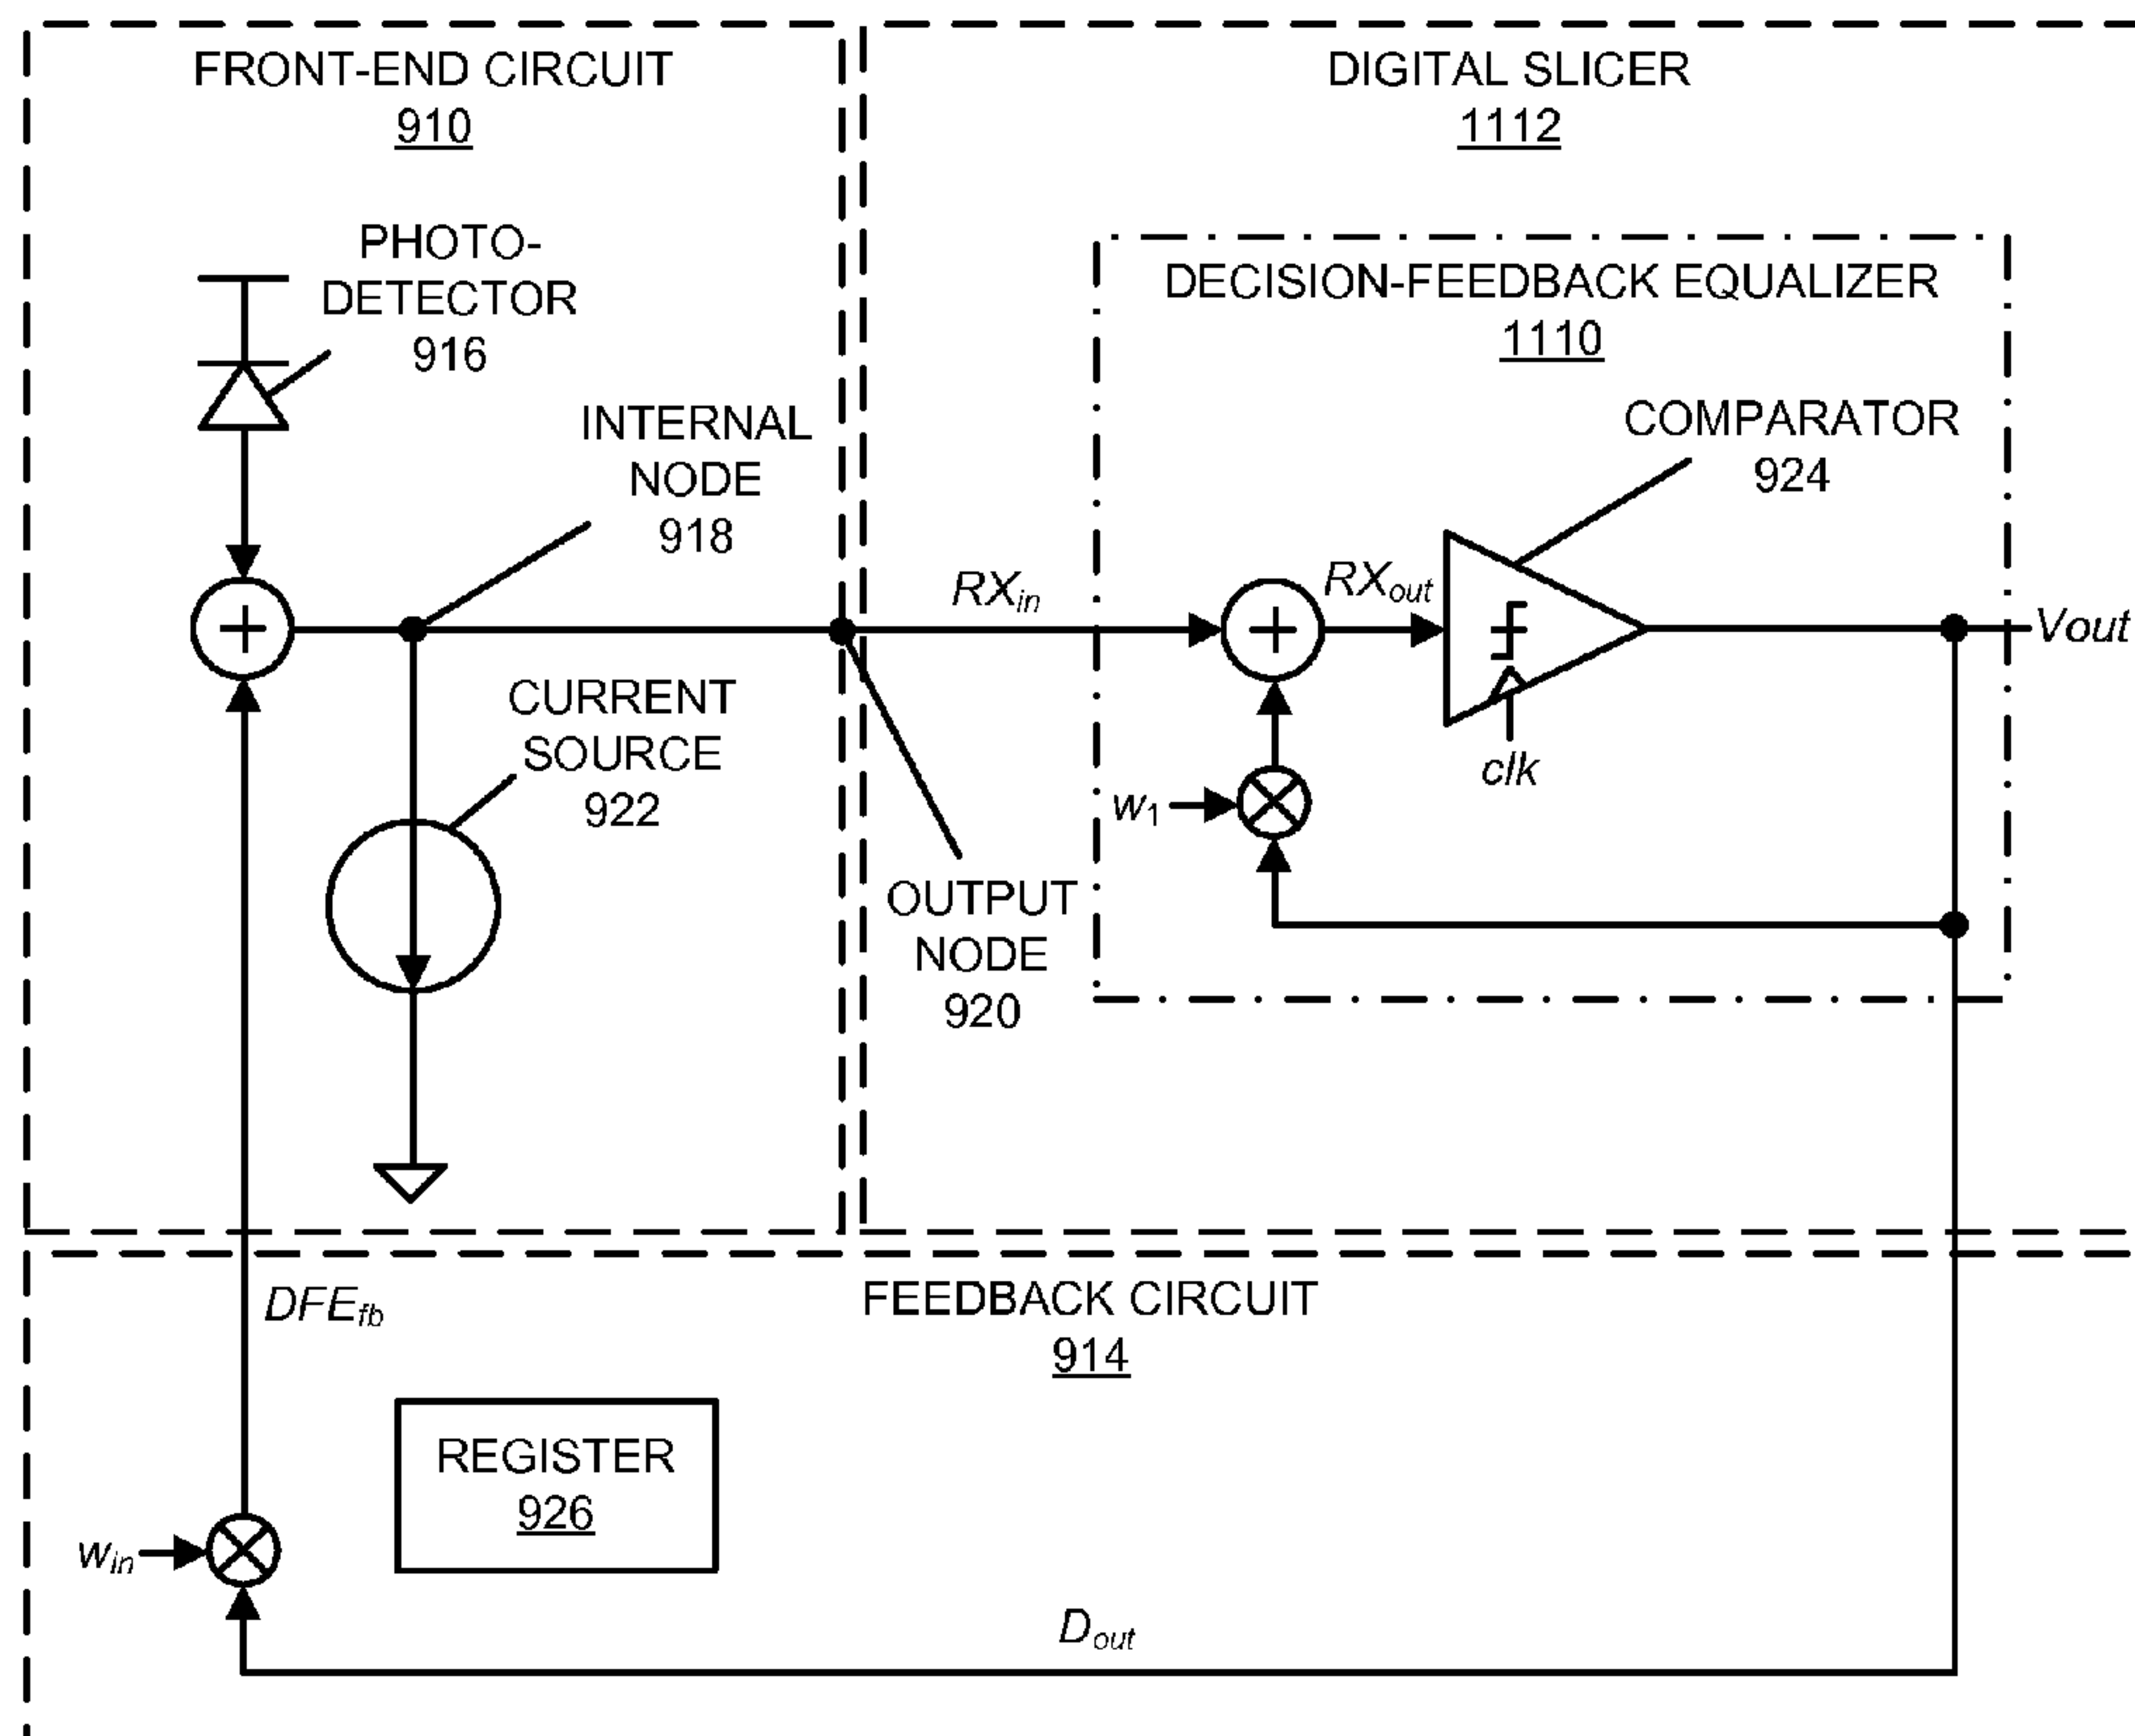 FRONT-END CIRCUIT
910
DIGITAL SLICER
1112
PHOTO-
DETECTOR
916
DECISION-FEEDBACK EQUALIZER
1110
INTERNAL
NODE
918
COMPARATOR
924
RXin
RXout
Vout
CURRENT
SOURCE
922
clk
w1
OUTPUT
NODE
920
DFEfb
FEEDBACK CIRCUIT
914
REGISTER
926
win
Dout